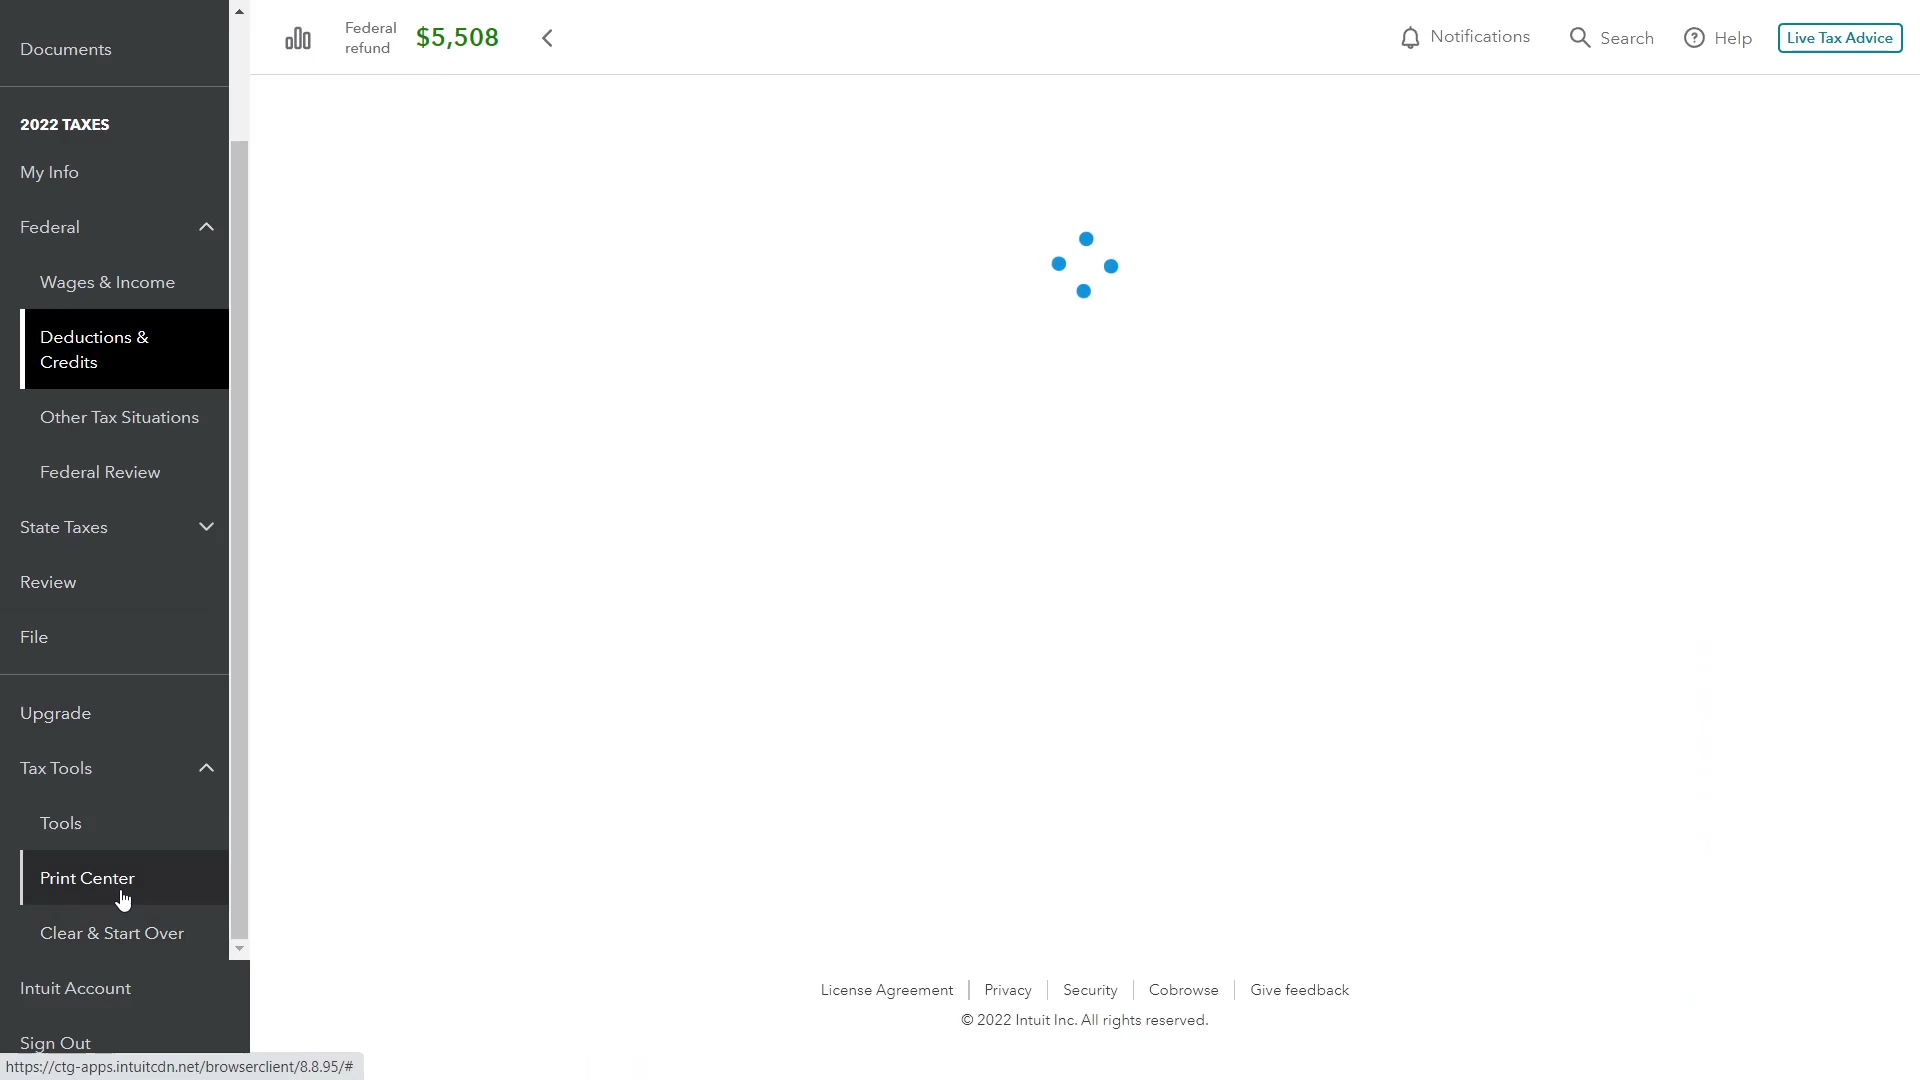 Documents
2022 TAXES
My Info
Federal
Wages & Income
Deductions &
Credits
Other Tax Situations
Federal Review
State Taxes
Review
File
Upgrade
Tax Tools
Tools
Print Center
Clear & Start Over
Intuit Account
Sign Out
https://ctg-apps.intuitcdn.net/browserclient/8.8.95/#
Federal
refund
$5,508
Notifications
Search
Help
Live Tax Advice
License Agreement
Privacy
Security
Cobrowse
Give feedback
© 2022 Intuit Inc. All rights reserved.